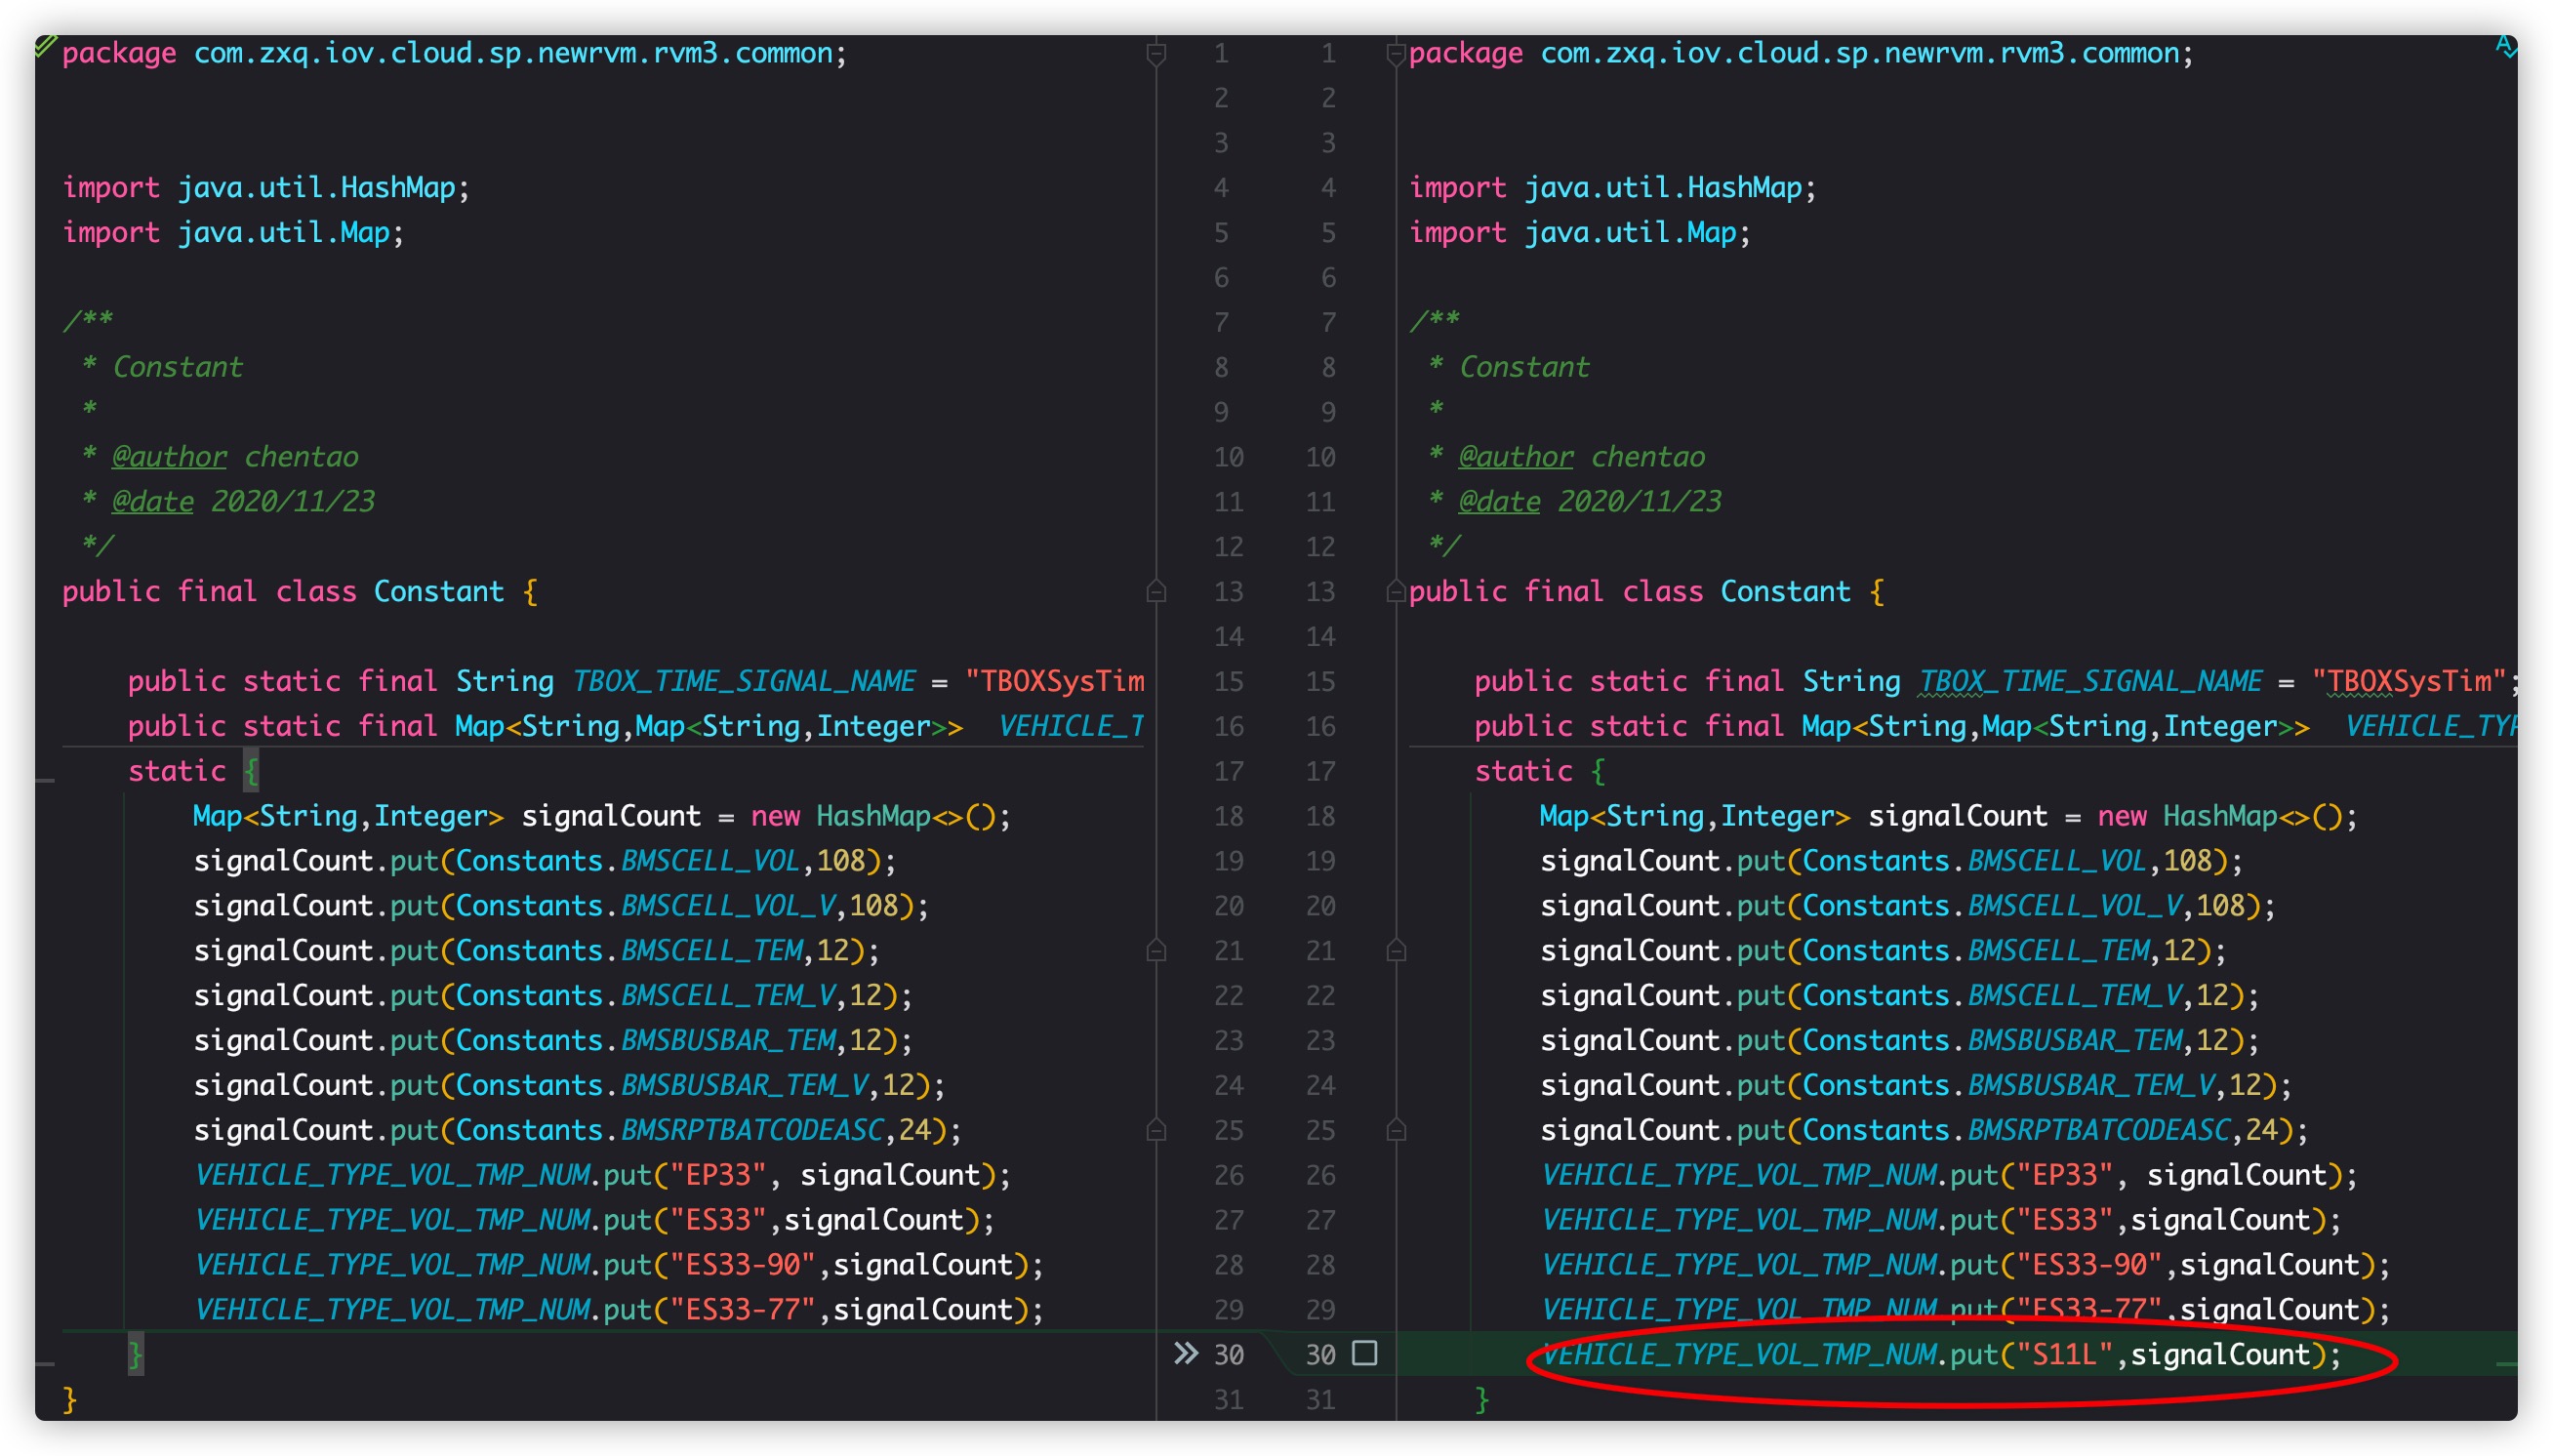 package com.zxq.iov.cloud.sp.newrvm.rvm3.common;
import java.util.HashMap;
import java.util.Map;
/**
* Constant
*
* @author chentao
* @date 2020/11/23
*/
public final class Constant {
public static final String TBOX_TIME_SIGNAL_NAME = "TBOXSysTim
public static final Map<String,Map<String,Integer>> VEHICLE_T
static {
Map<String,Integer> signalCount = new HashMap<>();
signalCount.put(Constants.BMSCELL_VOL,108);
signalCount.put(Constants.BMSCELL_VOL_V,108);
signalCount.put(Constants.BMSCELL_TEM,12);
signalCount.put(Constants.BMSCELL_TEM_V,12);
signalCount.put(Constants.BMSBUSBAR_TEM,12);
signalCount.put(Constants.BMSBUSBAR_TEM_V,12);
signalCount.put(Constants.BMSRPTBATCODEASC,24);
VEHICLE_TYPE_VOL_TMP_NUM.put("EP33", signalCount);
VEHICLE_TYPE_VOL_TMP_NUM.put("ES33",signalCount);
VEHICLE_TYPE_VOL_TMP_NUM.put("ES33-90",signalCount);
VEHICLE_TYPE_VOL_TMP_NUM.put("ES33-77",signalCount);
}
}
1 1
2 2
3 3
4 4
5 5
6 6
7 7
8 8
9 9
10 10
11 11
12 12
13 13
14 14
15 15
16 16
17 17
18 18
19 19
20 20
21 21
22 22
23 23
24 24
25 25
26 26
27 27
28 28
29 29
30 30
31 31
package com.zxq.iov.cloud.sp.newrvm.rvm3.common;
import java.util.HashMap;
import java.util.Map;
/**
* Constant
*
* @author chentao
* @date 2020/11/23
*/
public final class Constant {
public static final String TBOX_TIME_SIGNAL_NAME = "TBOXSysTim";
public static final Map<String,Map<String,Integer>> VEHICLE_TYP
static {
Map<String,Integer> signalCount = new HashMap<>();
signalCount.put(Constants.BMSCELL_VOL,108);
signalCount.put(Constants.BMSCELL_VOL_V,108);
signalCount.put(Constants.BMSCELL_TEM,12);
signalCount.put(Constants.BMSCELL_TEM_V,12);
signalCount.put(Constants.BMSBUSBAR_TEM,12);
signalCount.put(Constants.BMSBUSBAR_TEM_V,12);
signalCount.put(Constants.BMSRPTBATCODEASC,24);
VEHICLE_TYPE_VOL_TMP_NUM.put("EP33", signalCount);
VEHICLE_TYPE_VOL_TMP_NUM.put("ES33",signalCount);
VEHICLE_TYPE_VOL_TMP_NUM.put("ES33-90",signalCount);
VEHICLE_TYPE_VOL_TMP_NUM.put("ES33-77",signalCount);
VEHICLE_TYPE_VOL_TMP_NUM.put("S11L",signalCount);
}